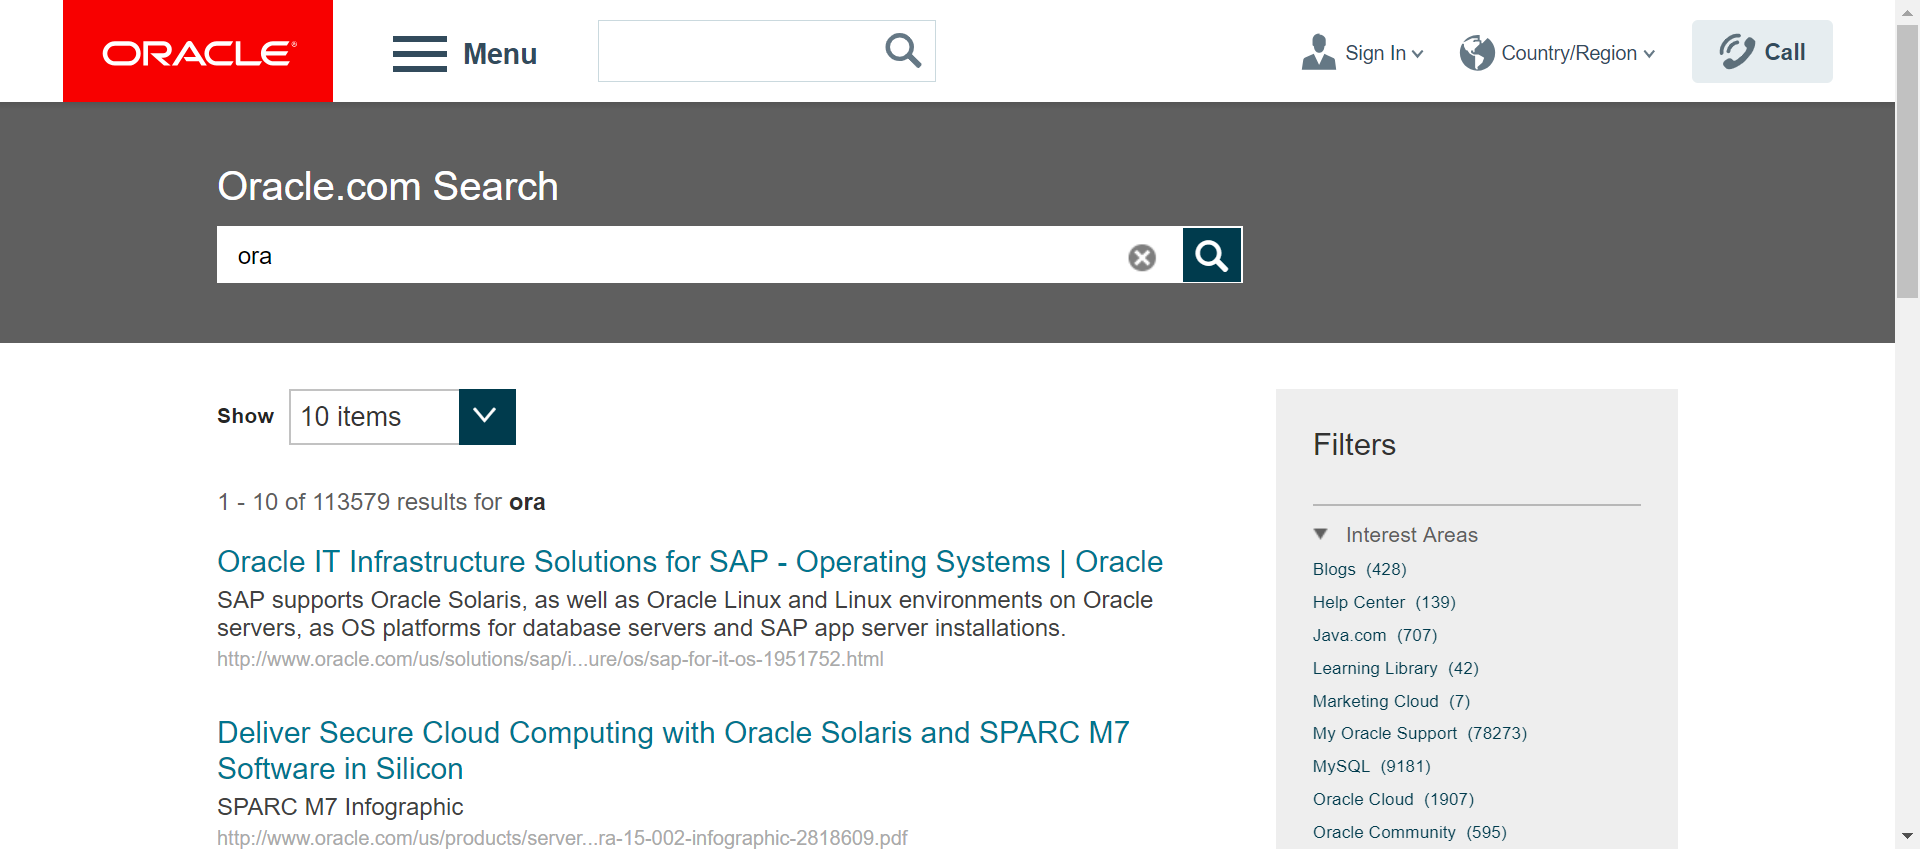 ORACLE®
Menu
Sign In
Country/Region
Call
Oracle.com Search
ora
Show
10 items
1 - 10 of 113579 results for ora
Oracle IT Infrastructure Solutions for SAP - Operating Systems | Oracle
SAP supports Oracle Solaris, as well as Oracle Linux and Linux environments on Oracle
servers, as OS platforms for database servers and SAP app server installations.
http://www.oracle.com/us/solutions/sap/i...ure/os/sap-for-it-os-1951752.html
Deliver Secure Cloud Computing with Oracle Solaris and SPARC M7
Software in Silicon
SPARC M7 Infographic
http://www.oracle.com/us/products/server...ra-15-002-infographic-2818609.pdf
Filters
Interest Areas
Blogs (428)
Help Center (139)
Java.com (707)
Learning Library (42)
Marketing Cloud (7)
My Oracle Support (78273)
MySQL (9181)
Oracle Cloud (1907)
Oracle Community (595)